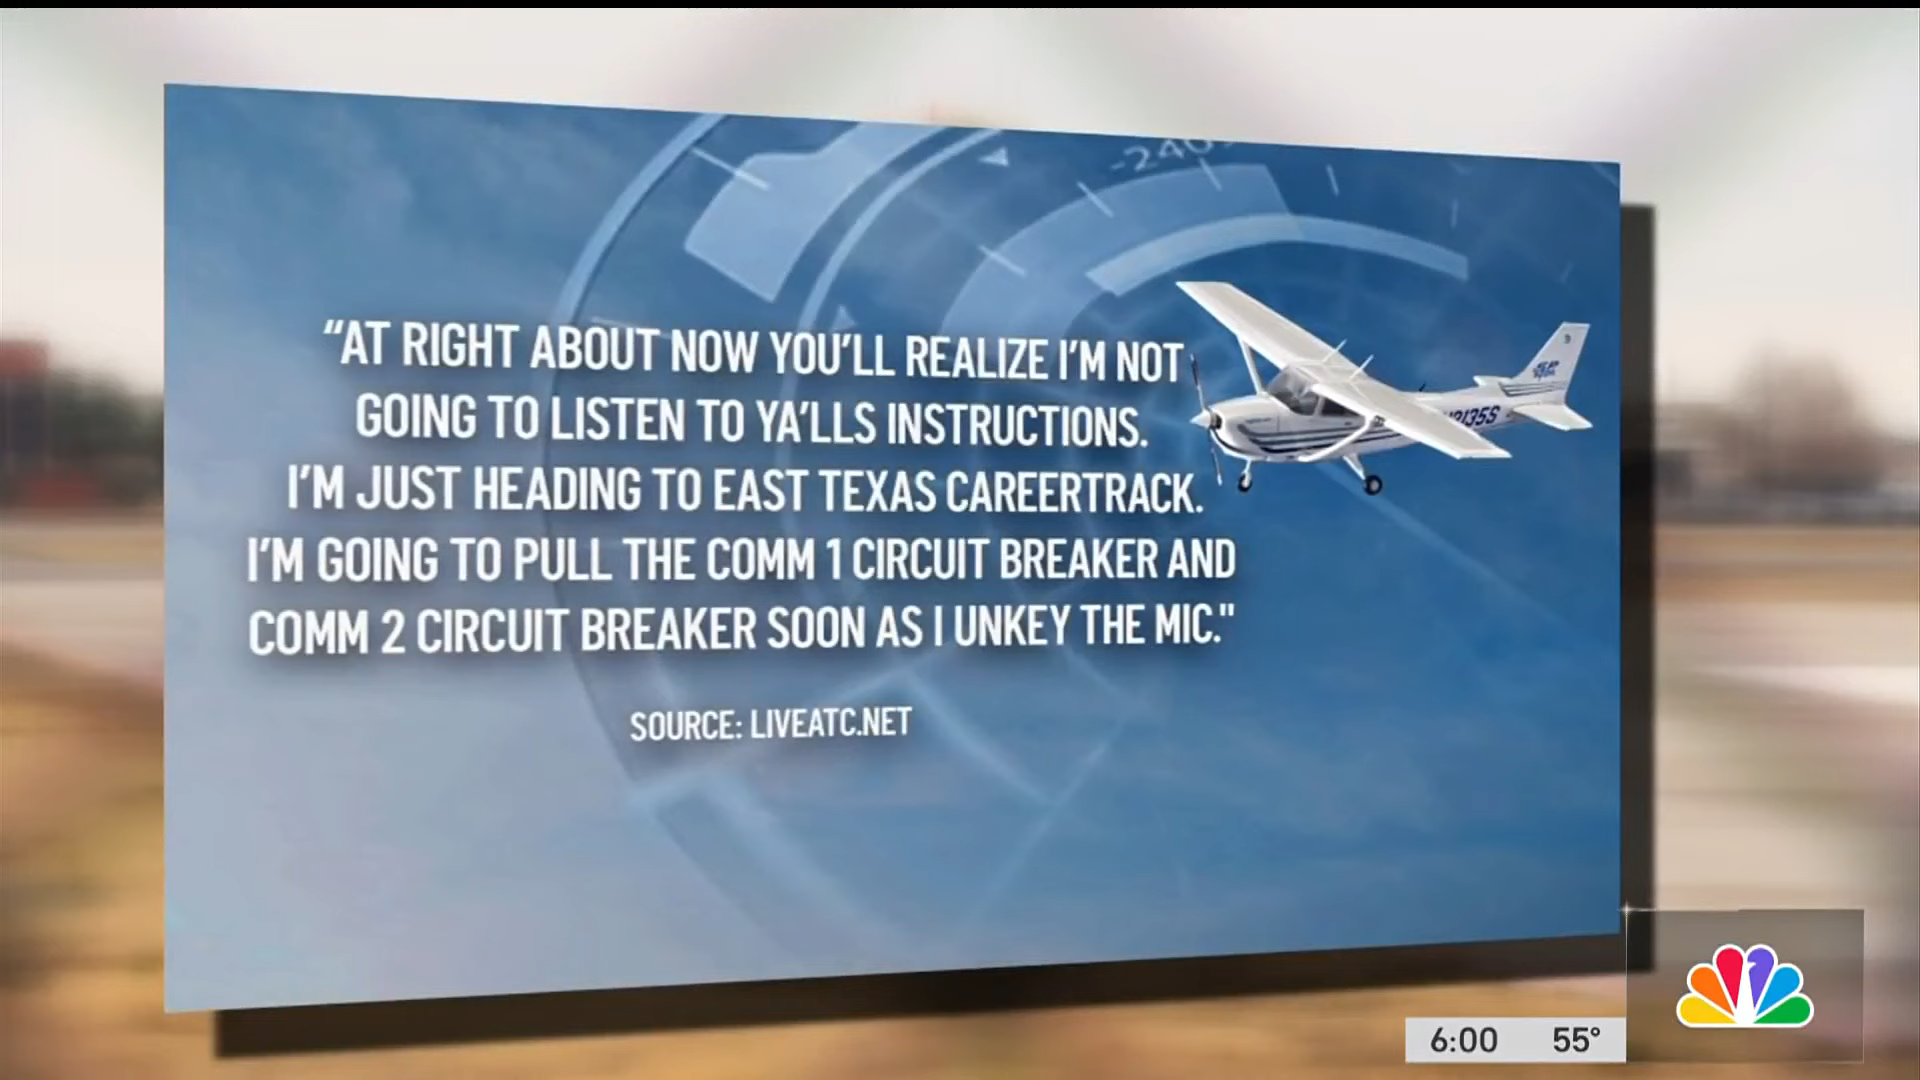 -240
“AT RIGHT ABOUT NOW YOU'LL REALIZE I'M NOT
GOING TO LISTEN TO YA'LLS INSTRUCTIONS.
I'M JUST HEADING TO EAST TEXAS CAREERTRACK.
I'M GOING TO PULL THE COMM 1 CIRCUIT BREAKER AND
COMM 2 CIRCUIT BREAKER SOON AS I UNKEY THE MIC."
SOURCE: LIVEATC.NET
2135S
6:00 55°